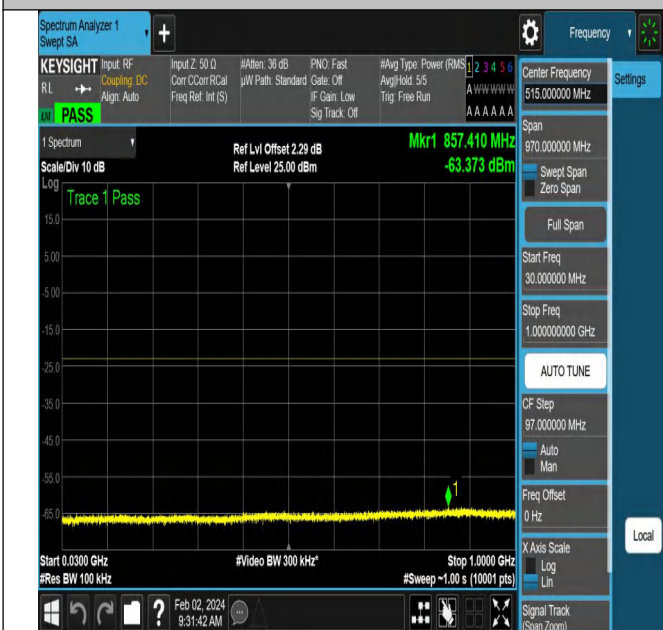 Spectrum Analyzer 1
Swept SA
+
Frequency
KEYSIGHT
RL
Input: RF
Coupling: DC
Align: Auto
Input Z: 50 Ω
Corr CCorr RCal
Freq Ref: Int (S)
#Atten: 36 dB
µW Path: Standard
PNO: Fast
Gate: Off
IF Gain: Low
Sig Track: Off
#Avg Type: Power (RMS
Avg|Hold: 5/5
Trig: Free Run
1 2 3 4 5 6
A W W W W W
A A A A A A
LXI
PASS
1 Spectrum
Scale/Div 10 dB
Ref Lvl Offset 2.29 dB
Ref Level 25.00 dBm
Mkr1 857.410 MHz
-63.373 dBm
Log
Trace 1 Pass
15.0
5.00
-5.00
-15.0
-25.0
-35.0
-45.0
-55.0
-65.0
1
Start 0.0300 GHz
#Res BW 100 kHz
#Video BW 300 kHz*
Stop 1.0000 GHz
#Sweep ~1.00 s (10001 pts)
?
Feb 02, 2024
9:31:42 AM
Center Frequency
515.000000 MHz
Settings
Span
970.000000 MHz
Swept Span
Zero Span
Full Span
Start Freq
30.000000 MHz
Stop Freq
1.000000000 GHz
AUTO TUNE
CF Step
97.000000 MHz
Auto
Man
Freq Offset
0 Hz
X Axis Scale
Log
Lin
Local
Signal Track
(Span Zoom)